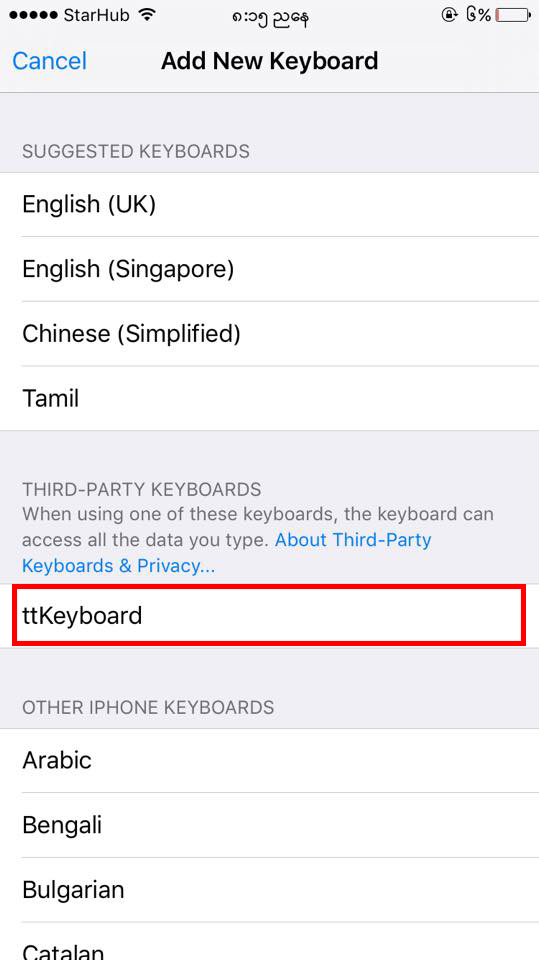 StarHub
၈:၁၅ ညနေ
၆%
Cancel
Add New Keyboard
SUGGESTED KEYBOARDS
English (UK)
English (Singapore)
Chinese (Simplified)
Tamil
THIRD-PARTY KEYBOARDS
When using one of these keyboards, the keyboard can
access all the data you type. About Third-Party
Keyboards & Privacy...
ttKeyboard
OTHER IPHONE KEYBOARDS
Arabic
Bengali
Bulgarian
Catalan